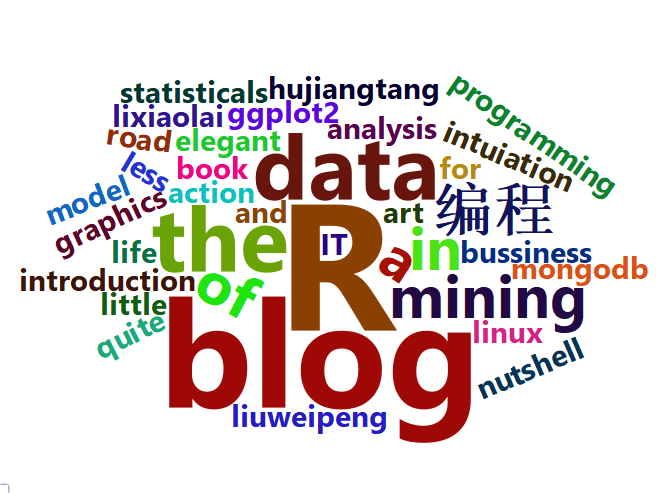 statisticals
hujiangtang
programming
lixiaolai
ggplot2
road
elegant
analysis
intuiation
less
book
data
for
model
action
编程
graphics
and
art
the
R
IT
a
in
life
bussiness
introduction
of
mongodb
little
mining
quite
blog
linux
nutshell
liuweipeng